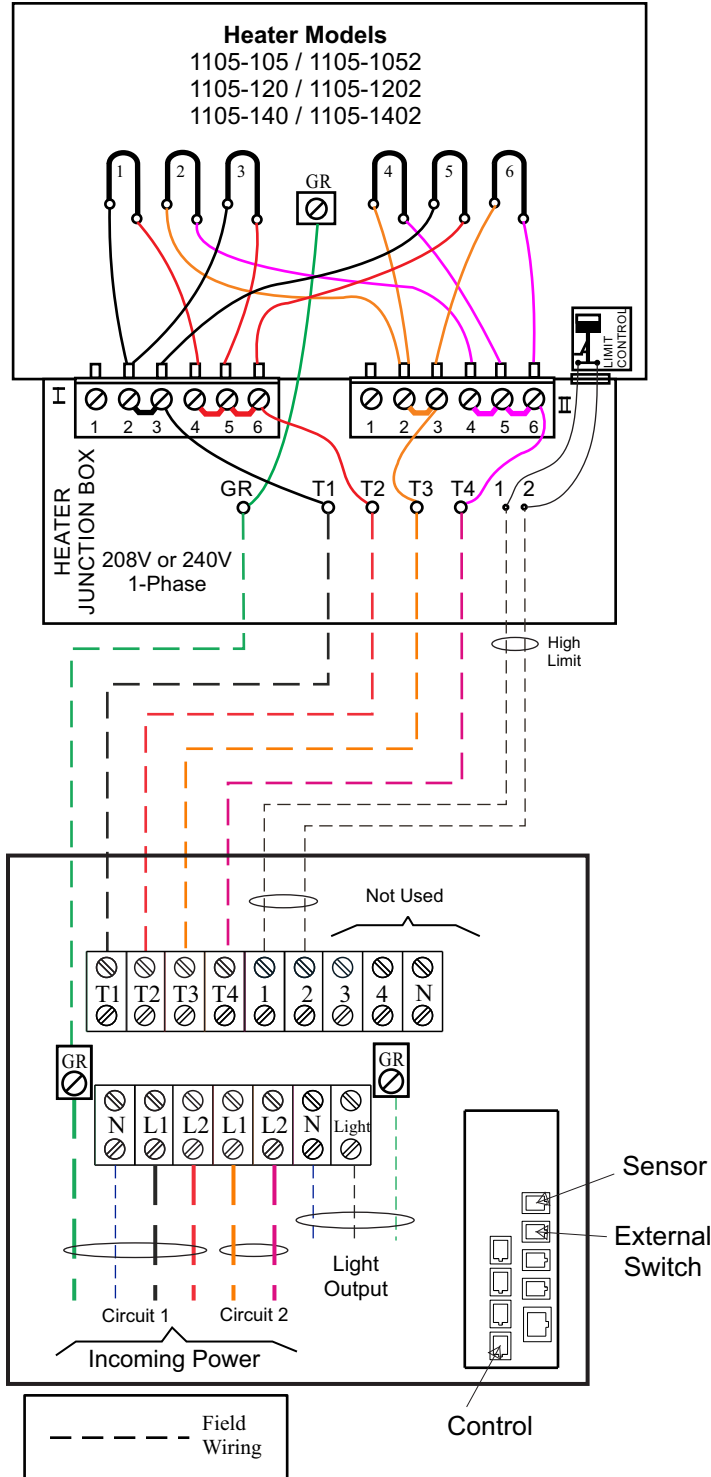 Heater Models
1105-105 / 1105-1052
1105-120 / 1105-1202
1105-140 / 1105-1402
1 2 3 GR 4 5 6
LIMIT
CONTROL
I
1 2 3 4 5 6
1 2 3 4 5 6
II
HEATER
JUNCTION BOX
GR T1 T2 T3 T4 1 2
208V or 240V
1-Phase
High
Limit
Not Used
T1 T2 T3 T4 1 2 3 4 N
GR
GR
N L1 L2 L1 L2 N Light
Sensor
External
Switch
Light
Output
Circuit 1 Circuit 2
Incoming Power
Control
Field
Wiring